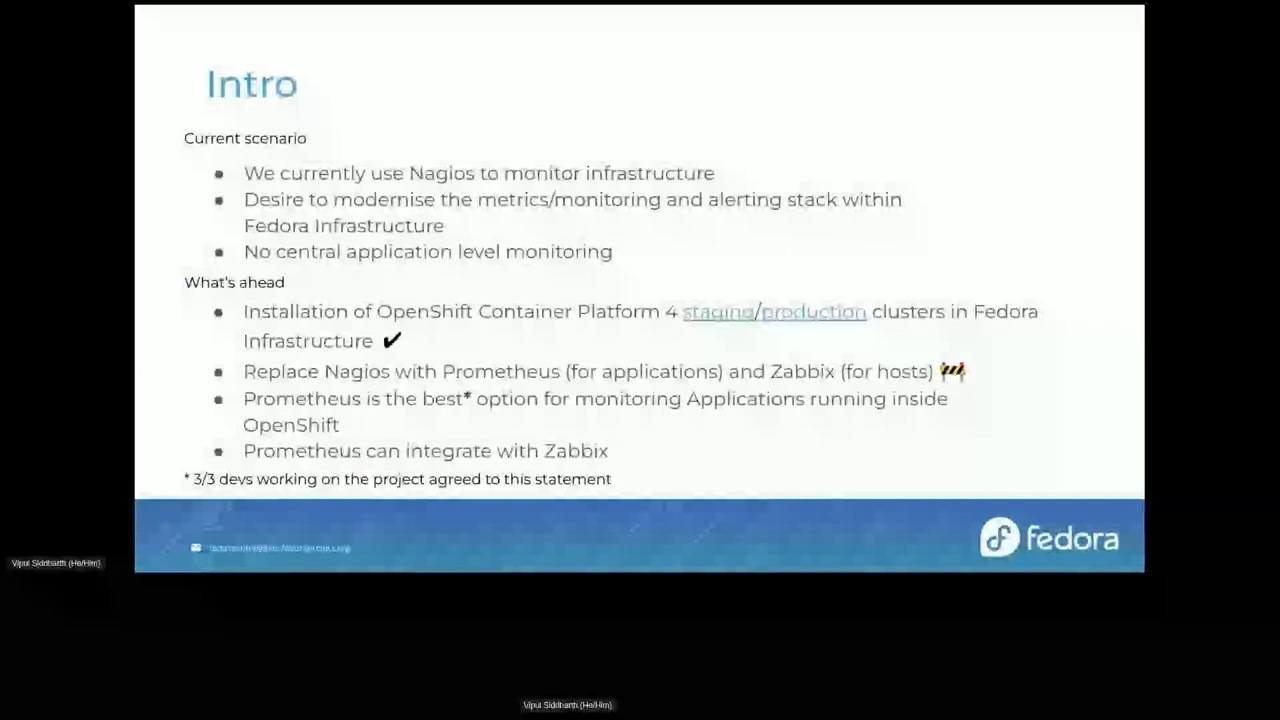 Intro
Current scenario
● We currently use Nagios to monitor infrastructure
● Desire to modernise the metrics/monitoring and alerting stack within
Fedora Infrastructure
● No central application level monitoring
What's ahead
● Installation of OpenShift Container Platform 4 staging/production clusters in Fedora
Infrastructure ✔
● Replace Nagios with Prometheus (for applications) and Zabbix (for hosts) 🚧
● Prometheus is the best* option for monitoring Applications running inside
OpenShift
● Prometheus can integrate with Zabbix
* 3/3 devs working on the project agreed to this statement
fedora
Vipul Siddharth (He/Him)
Vipul Siddharth (He/Him)